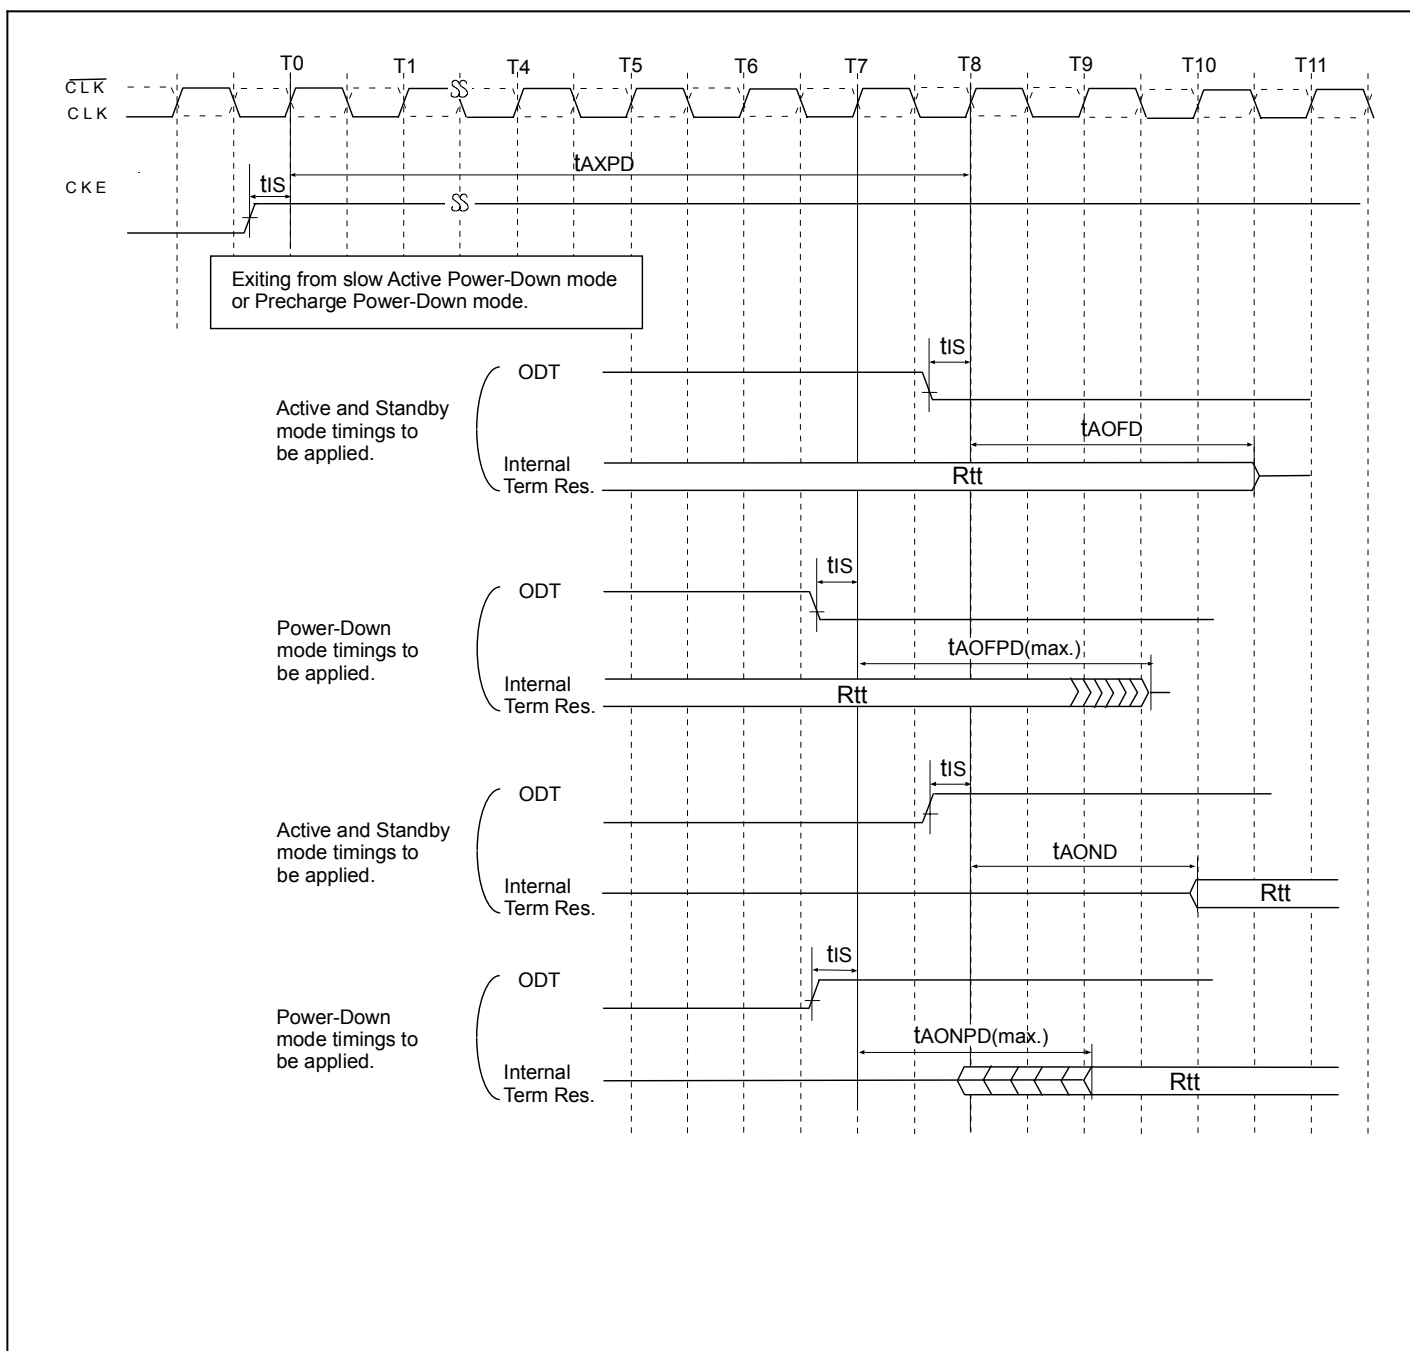 T0 T1 T4 T5 T6 T7 T8 T9 T10 T11
CLK
CLK
tAXPD
CKE
tIS
Exiting from slow Active Power-Down mode
or Precharge Power-Down mode.
tIS
ODT
Active and Standby
mode timings to
be applied.
tAOFD
Internal
Term Res.
Rtt
tIS
ODT
Power-Down
mode timings to
be applied.
tAOFPD(max.)
Internal
Term Res.
Rtt
tIS
ODT
Active and Standby
mode timings to
be applied.
tAOND
Internal
Term Res.
Rtt
tIS
ODT
Power-Down
mode timings to
be applied.
tAONPD(max.)
Internal
Term Res.
Rtt